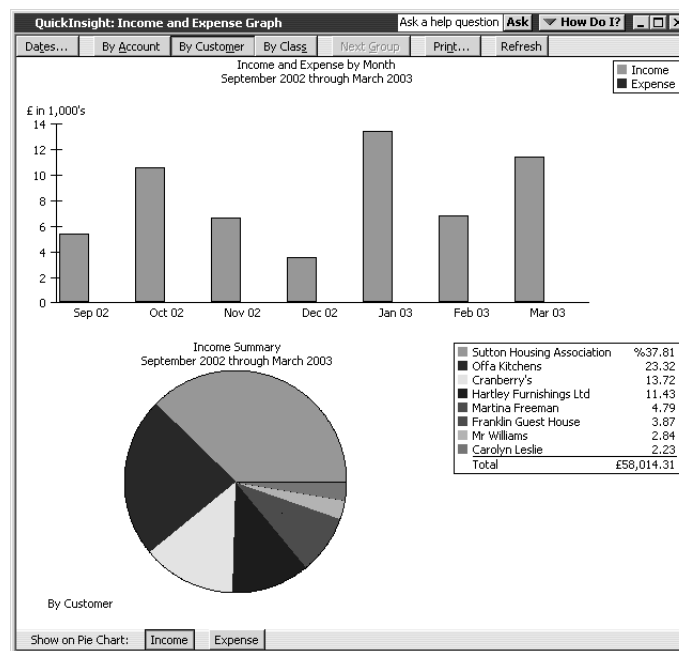 QuickInsight: Income and Expense Graph Ask a help question Ask How Do I?
Dates... By Account By Customer By Class Next Group Print... Refresh
Income and Expense by Month
September 2002 through March 2003
Income
Expense
£ in 1,000's
14
12
10
8
6
4
2
0
Sep 02 Oct 02 Nov 02 Dec 02 Jan 03 Feb 03 Mar 03
Income Summary
September 2002 through March 2003
Sutton Housing Association %37.81
Offa Kitchens 23.32
Cranberry's 13.72
Hartley Furnishings Ltd 11.43
Martina Freeman 4.79
Franklin Guest House 3.87
Mr Williams 2.84
Carolyn Leslie 2.23
Total £58,014.31
By Customer
Show on Pie Chart: Income Expense